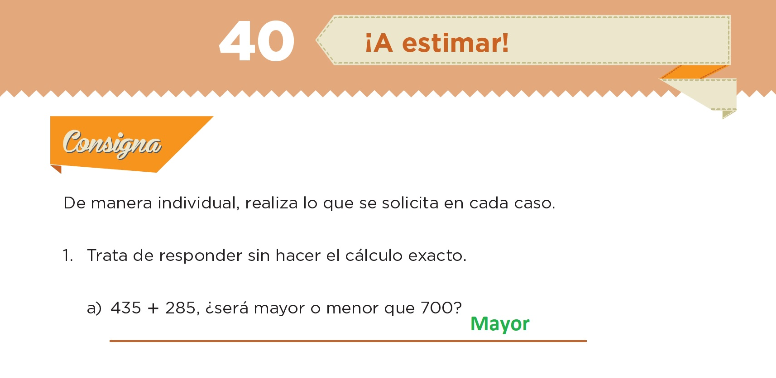 40
¡A estimar!
Consigna
De manera individual, realiza lo que se solicita en cada caso.
1. Trata de responder sin hacer el cálculo exacto.
a) 435 + 285, ¿será mayor o menor que 700?
Mayor